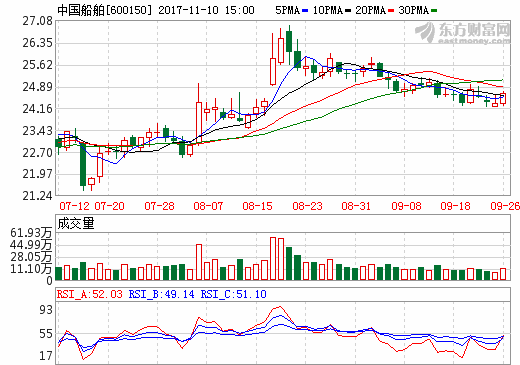 中国船舶[600150] 2017-11-10 15:00 5PMA 10PMA 20PMA 30PMA
东方财富网
eastmoney.com
27.08
26.35
25.62
24.89
24.16
23.43
22.70
21.97
21.24
07-12 07-20 07-28 08-07 08-15 08-23 08-31 09-08 09-18 09-26
成交量
61.93万
44.99万
28.05万
11.10万
0
RSI_A:52.03 RSI_B:49.14 RSI_C:51.10
93
55
17